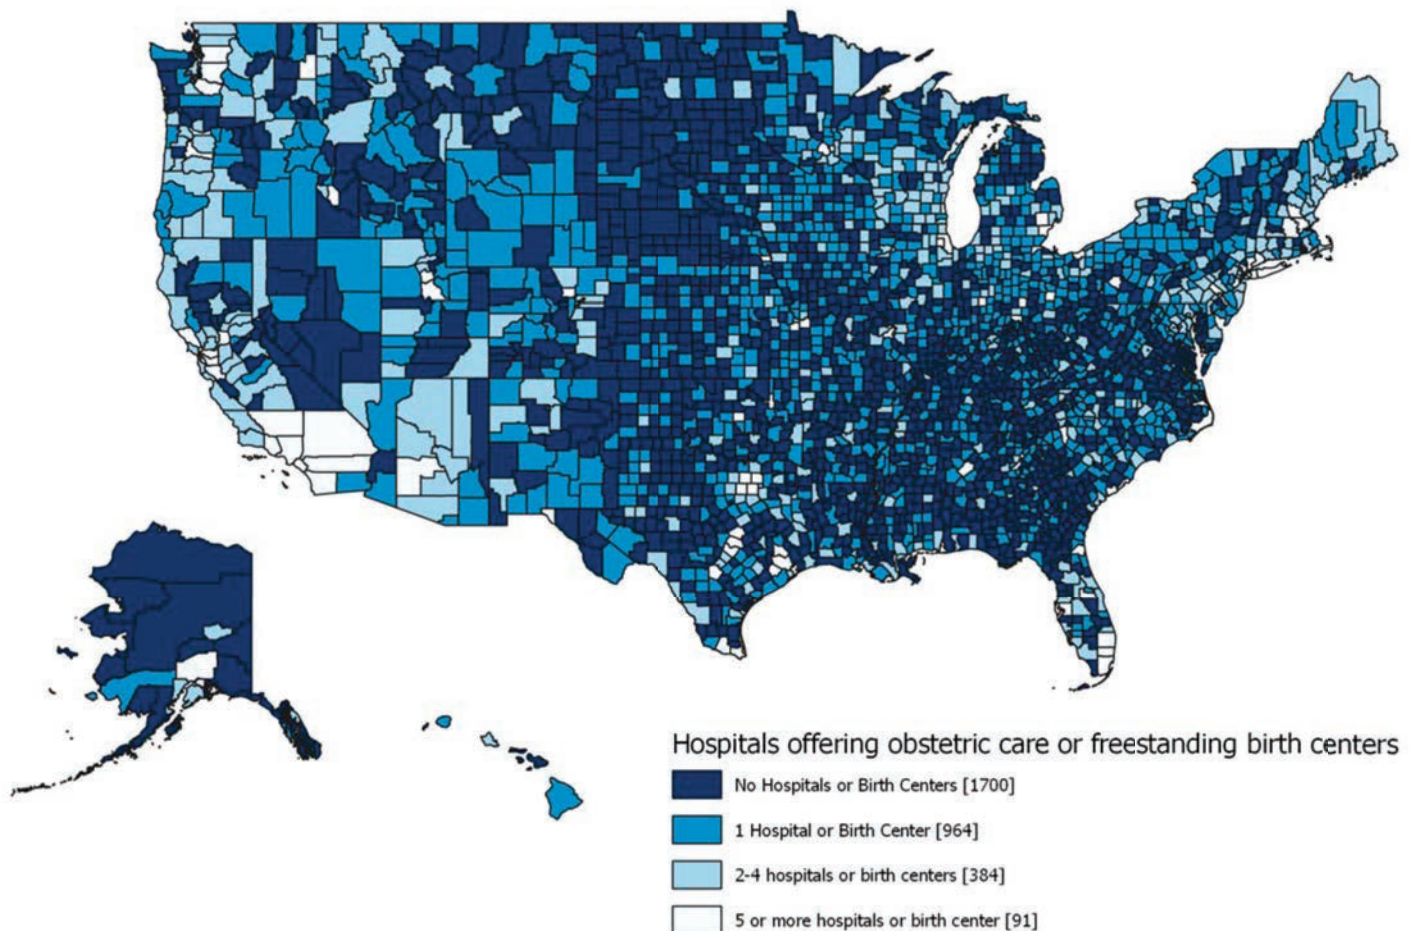 Hospitals offering obstetric care or freestanding birth centers
No Hospitals or Birth Centers [1700]
1 Hospital or Birth Center [964]
2-4 hospitals or birth centers [384]
5 or more hospitals or birth center [91]